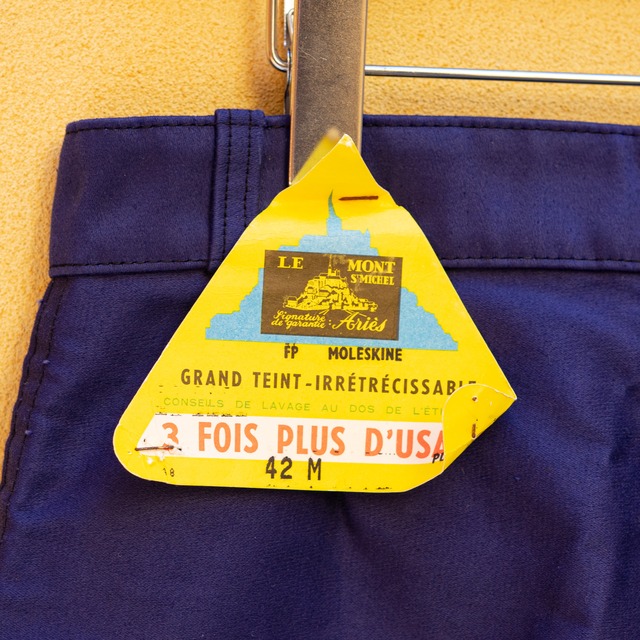 LE MONT
St MICHEL
Signature
de garantie Ariès
FP MOLESKINE
GRAND TEINT-IRRÉTRÉCISSABLE
CONSEILS DE LAVAGE AU DOS DE L'ÉT
3 FOIS PLUS D'USA
42 M